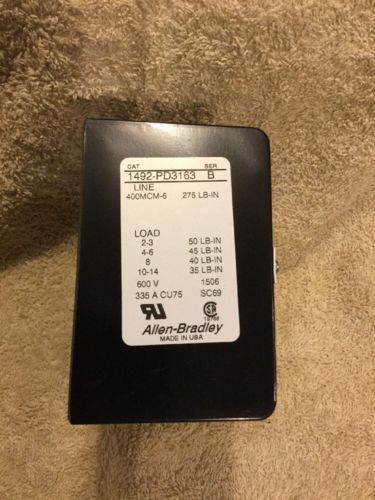 CAT SER
1492-PD3163 B
LINE
400MCM-6 275 LB-IN
LOAD
2-3 50 LB-IN
4-6 45 LB-IN
8 40 LB-IN
10-14 35 LB-IN
600 V 1506
335 A CU75 SC69
Allen-Bradley
MADE IN USA